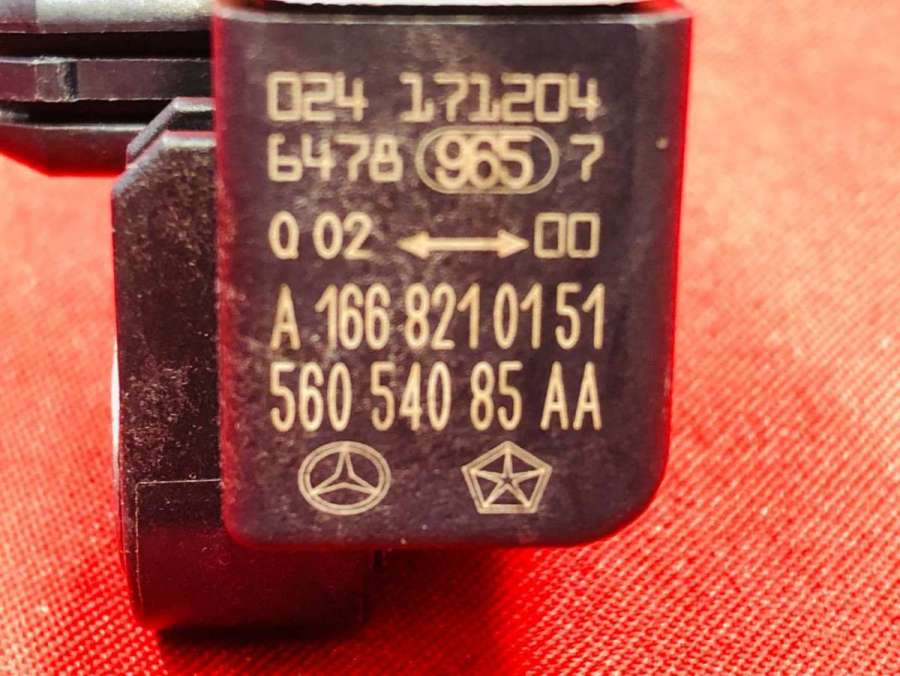 024 171204
6478 965 7
Q 02 ↔ 00
A 166 821 01 51
560 540 85 AA